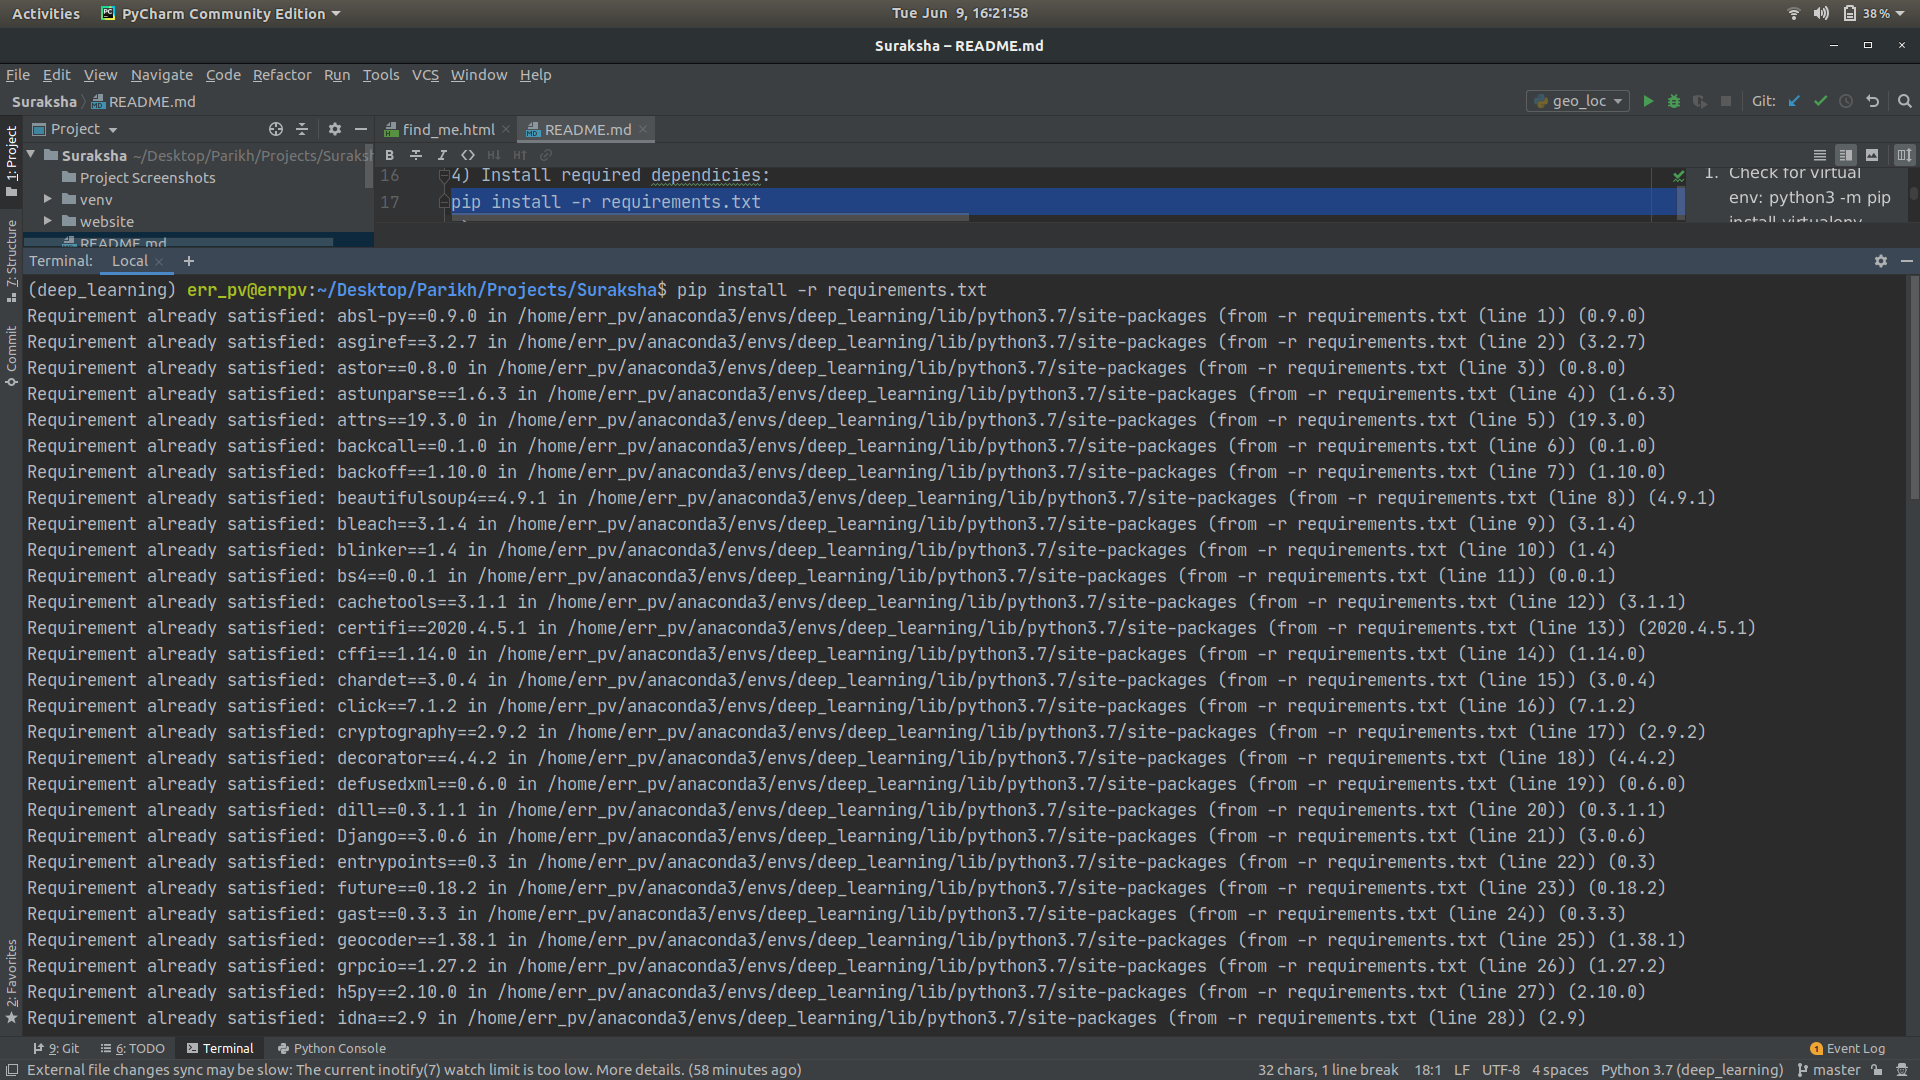 Activities PyCharm Community Edition Tue Jun 9, 16:21:58 38 %
Suraksha – README.md
File Edit View Navigate Code Refactor Run Tools VCS Window Help
Suraksha README.md geo_loc Git:
1: Project Project find_me.html README.md
Suraksha ~/Desktop/Parikh/Projects/Suraksh
Project Screenshots
venv
website
README.md
16 4) Install required dependicies:
17 pip install -r requirements.txt
1. Check for virtual
env: python3 -m pip
install virtualenv
7: Structure
Commit
2: Favorites
Terminal: Local +
(deep_learning) err_pv@errpv:~/Desktop/Parikh/Projects/Suraksha$ pip install -r requirements.txt
Requirement already satisfied: absl-py==0.9.0 in /home/err_pv/anaconda3/envs/deep_learning/lib/python3.7/site-packages (from -r requirements.txt (line 1)) (0.9.0)
Requirement already satisfied: asgiref==3.2.7 in /home/err_pv/anaconda3/envs/deep_learning/lib/python3.7/site-packages (from -r requirements.txt (line 2)) (3.2.7)
Requirement already satisfied: astor==0.8.0 in /home/err_pv/anaconda3/envs/deep_learning/lib/python3.7/site-packages (from -r requirements.txt (line 3)) (0.8.0)
Requirement already satisfied: astunparse==1.6.3 in /home/err_pv/anaconda3/envs/deep_learning/lib/python3.7/site-packages (from -r requirements.txt (line 4)) (1.6.3)
Requirement already satisfied: attrs==19.3.0 in /home/err_pv/anaconda3/envs/deep_learning/lib/python3.7/site-packages (from -r requirements.txt (line 5)) (19.3.0)
Requirement already satisfied: backcall==0.1.0 in /home/err_pv/anaconda3/envs/deep_learning/lib/python3.7/site-packages (from -r requirements.txt (line 6)) (0.1.0)
Requirement already satisfied: backoff==1.10.0 in /home/err_pv/anaconda3/envs/deep_learning/lib/python3.7/site-packages (from -r requirements.txt (line 7)) (1.10.0)
Requirement already satisfied: beautifulsoup4==4.9.1 in /home/err_pv/anaconda3/envs/deep_learning/lib/python3.7/site-packages (from -r requirements.txt (line 8)) (4.9.1)
Requirement already satisfied: bleach==3.1.4 in /home/err_pv/anaconda3/envs/deep_learning/lib/python3.7/site-packages (from -r requirements.txt (line 9)) (3.1.4)
Requirement already satisfied: blinker==1.4 in /home/err_pv/anaconda3/envs/deep_learning/lib/python3.7/site-packages (from -r requirements.txt (line 10)) (1.4)
Requirement already satisfied: bs4==0.0.1 in /home/err_pv/anaconda3/envs/deep_learning/lib/python3.7/site-packages (from -r requirements.txt (line 11)) (0.0.1)
Requirement already satisfied: cachetools==3.1.1 in /home/err_pv/anaconda3/envs/deep_learning/lib/python3.7/site-packages (from -r requirements.txt (line 12)) (3.1.1)
Requirement already satisfied: certifi==2020.4.5.1 in /home/err_pv/anaconda3/envs/deep_learning/lib/python3.7/site-packages (from -r requirements.txt (line 13)) (2020.4.5.1)
Requirement already satisfied: cffi==1.14.0 in /home/err_pv/anaconda3/envs/deep_learning/lib/python3.7/site-packages (from -r requirements.txt (line 14)) (1.14.0)
Requirement already satisfied: chardet==3.0.4 in /home/err_pv/anaconda3/envs/deep_learning/lib/python3.7/site-packages (from -r requirements.txt (line 15)) (3.0.4)
Requirement already satisfied: click==7.1.2 in /home/err_pv/anaconda3/envs/deep_learning/lib/python3.7/site-packages (from -r requirements.txt (line 16)) (7.1.2)
Requirement already satisfied: cryptography==2.9.2 in /home/err_pv/anaconda3/envs/deep_learning/lib/python3.7/site-packages (from -r requirements.txt (line 17)) (2.9.2)
Requirement already satisfied: decorator==4.4.2 in /home/err_pv/anaconda3/envs/deep_learning/lib/python3.7/site-packages (from -r requirements.txt (line 18)) (4.4.2)
Requirement already satisfied: defusedxml==0.6.0 in /home/err_pv/anaconda3/envs/deep_learning/lib/python3.7/site-packages (from -r requirements.txt (line 19)) (0.6.0)
Requirement already satisfied: dill==0.3.1.1 in /home/err_pv/anaconda3/envs/deep_learning/lib/python3.7/site-packages (from -r requirements.txt (line 20)) (0.3.1.1)
Requirement already satisfied: Django==3.0.6 in /home/err_pv/anaconda3/envs/deep_learning/lib/python3.7/site-packages (from -r requirements.txt (line 21)) (3.0.6)
Requirement already satisfied: entrypoints==0.3 in /home/err_pv/anaconda3/envs/deep_learning/lib/python3.7/site-packages (from -r requirements.txt (line 22)) (0.3)
Requirement already satisfied: future==0.18.2 in /home/err_pv/anaconda3/envs/deep_learning/lib/python3.7/site-packages (from -r requirements.txt (line 23)) (0.18.2)
Requirement already satisfied: gast==0.3.3 in /home/err_pv/anaconda3/envs/deep_learning/lib/python3.7/site-packages (from -r requirements.txt (line 24)) (0.3.3)
Requirement already satisfied: geocoder==1.38.1 in /home/err_pv/anaconda3/envs/deep_learning/lib/python3.7/site-packages (from -r requirements.txt (line 25)) (1.38.1)
Requirement already satisfied: grpcio==1.27.2 in /home/err_pv/anaconda3/envs/deep_learning/lib/python3.7/site-packages (from -r requirements.txt (line 26)) (1.27.2)
Requirement already satisfied: h5py==2.10.0 in /home/err_pv/anaconda3/envs/deep_learning/lib/python3.7/site-packages (from -r requirements.txt (line 27)) (2.10.0)
Requirement already satisfied: idna==2.9 in /home/err_pv/anaconda3/envs/deep_learning/lib/python3.7/site-packages (from -r requirements.txt (line 28)) (2.9)
9: Git 6: TODO Terminal Python Console 1 Event Log
External file changes sync may be slow: The current inotify(7) watch limit is too low. More details. (58 minutes ago) 32 chars, 1 line break 18:1 LF UTF-8 4 spaces Python 3.7 (deep_learning) master